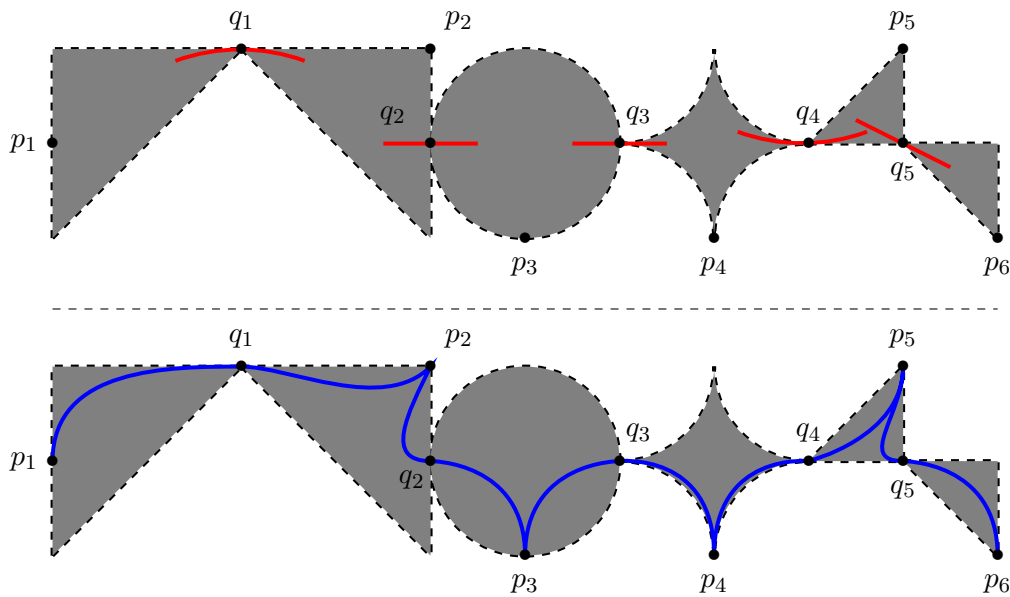 q₁ p₂ p₅
q₂ q₃ q₄
p₁
q₅
p₃ p₄ p₆
q₁ p₂ p₅
q₃ q₄
p₁
q₂ q₅
p₃ p₄ p₆